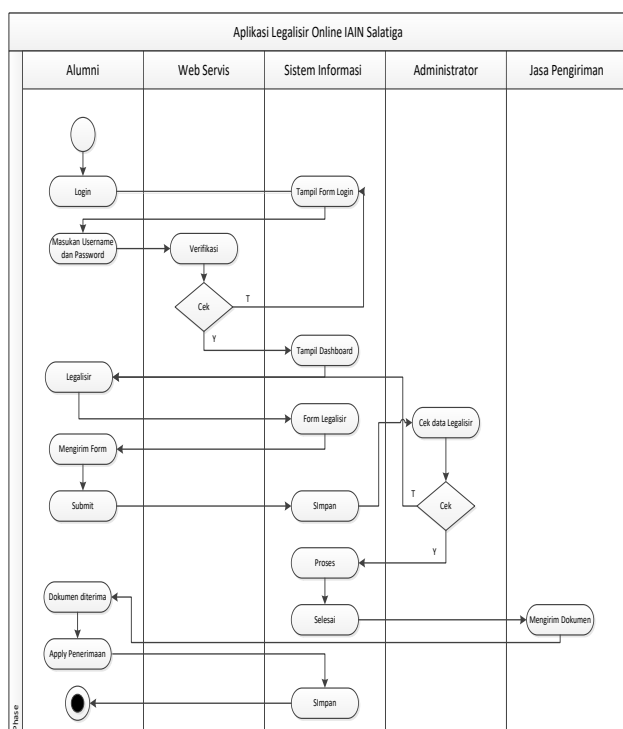 Aplikasi Legalisir Online IAIN Salatiga
Alumni
Web Servis
Sistem Informasi
Administrator
Jasa Pengiriman
Login
Tampil Form Login
Masukan Username
dan Password
Verifikasi
Cek
T
Y
Tampil Dashboard
Legalisir
Form Legalisir
Cek data Legalisir
Mengirim Form
Submit
SImpan
T
Cek
Y
Proses
Dokumen diterima
Selesai
Mengirim Dokumen
Apply Penerimaan
SImpan
Phase